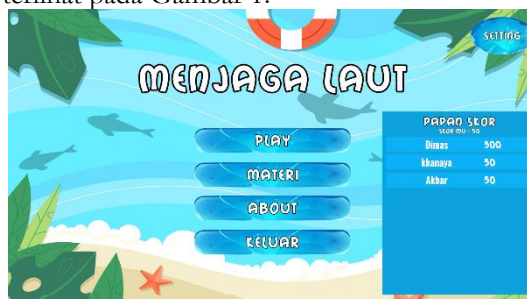 terlihat pada Gambar 1.
SETTING
MENJAGA LAUT
PLAY
MATERI
ABOUT
KELUAR
PAPAN SKOR
SKOR MU : 50
Dimas 500
khanaya 50
Akbar 50